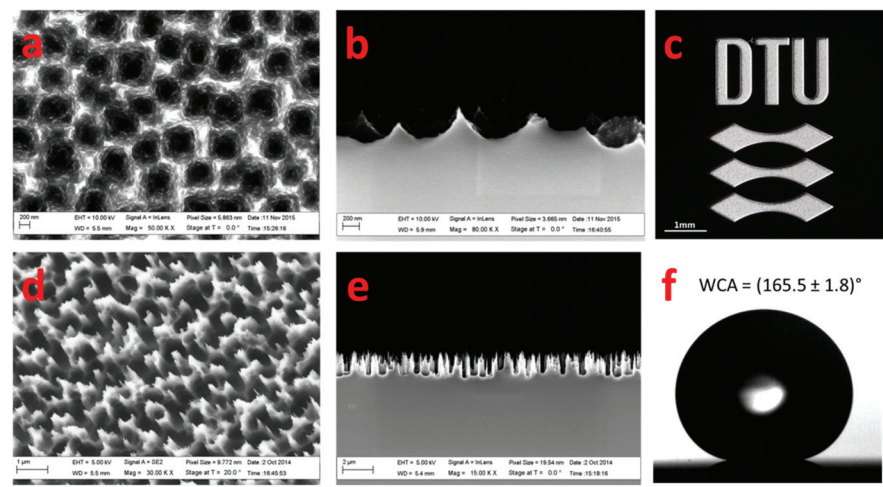 a
200 nm
EHT = 10.00 kV
WD = 5.5 mm
Signal A = InLens
Mag = 50.00 K X
Pixel Size = 5.863 nm
Stage at T = 0.0 °
Date :11 Nov 2015
Time :15:26:16
b
200 nm
EHT = 10.00 kV
WD = 5.9 mm
Signal A = InLens
Mag = 80.00 K X
Pixel Size = 3.665 nm
Stage at T = 0.0 °
Date :11 Nov 2015
Time :16:40:55
c
DTU
1mm
d
1 µm
EHT = 5.00 kV
WD = 5.5 mm
Signal A = SE2
Mag = 30.00 K X
Pixel Size = 9.772 nm
Stage at T = 20.0 °
Date :2 Oct 2014
Time :16:45:53
e
2 µm
EHT = 5.00 kV
WD = 5.4 mm
Signal A = InLens
Mag = 15.00 K X
Pixel Size = 19.54 nm
Stage at T = 0.0 °
Date :2 Oct 2014
Time :15:18:16
f
WCA = (165.5 ± 1.8)°